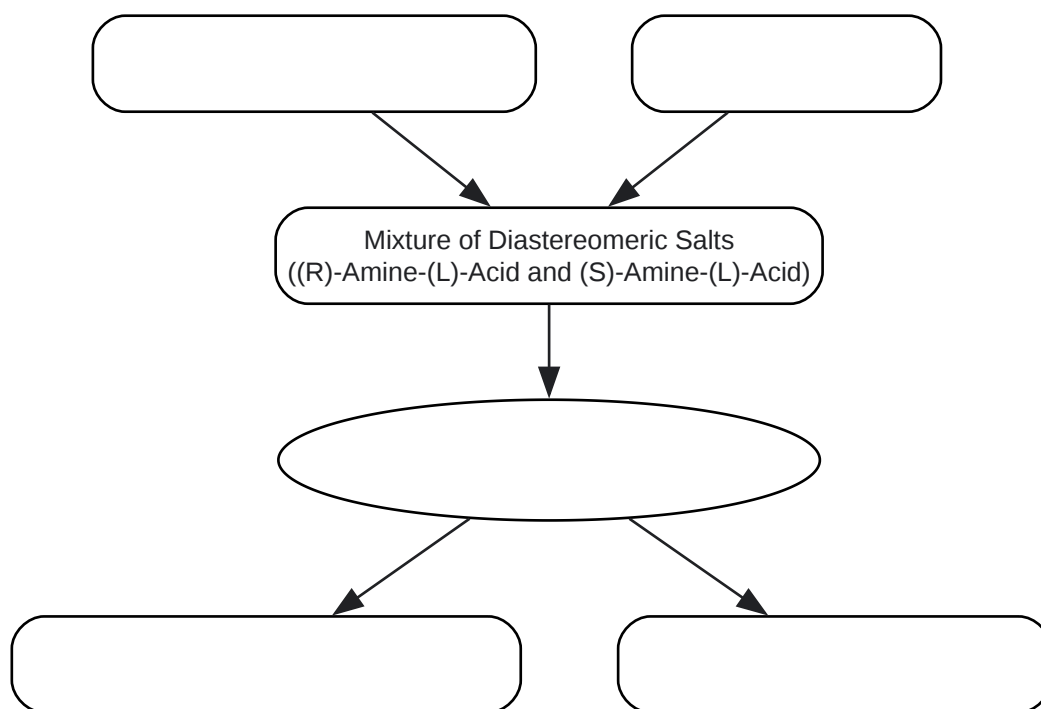 Mixture of Diastereomeric Salts
((R)-Amine-(L)-Acid and (S)-Amine-(L)-Acid)